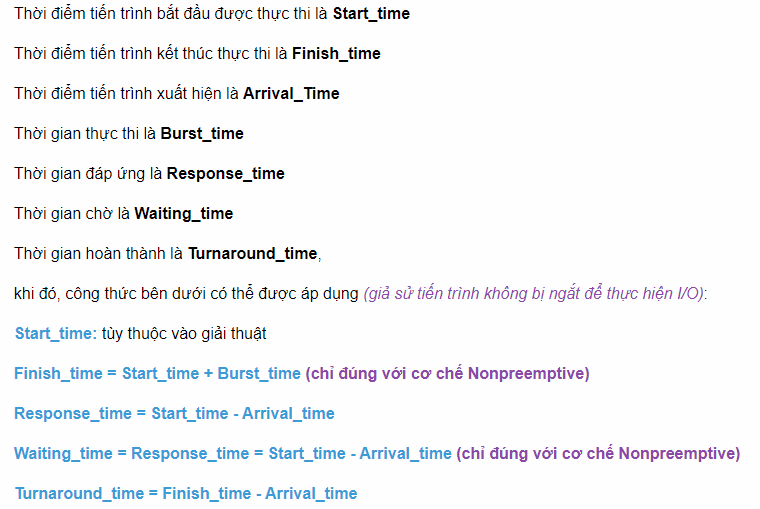 Thời điểm tiến trình bắt đầu được thực thi là Start_time
Thời điểm tiến trình kết thúc thực thi là Finish_time
Thời điểm tiến trình xuất hiện là Arrival_Time
Thời gian thực thi là Burst_time
Thời gian đáp ứng là Response_time
Thời gian chờ là Waiting_time
Thời gian hoàn thành là Turnaround_time,
khi đó, công thức bên dưới có thể được áp dụng (giả sử tiến trình không bị ngắt để thực hiện I/O):
Start_time: tùy thuộc vào giải thuật
Finish_time = Start_time + Burst_time (chỉ đúng với cơ chế Nonpreemptive)
Response_time = Start_time - Arrival_time
Waiting_time = Response_time = Start_time - Arrival_time (chỉ đúng với cơ chế Nonpreemptive)
Turnaround_time = Finish_time - Arrival_time